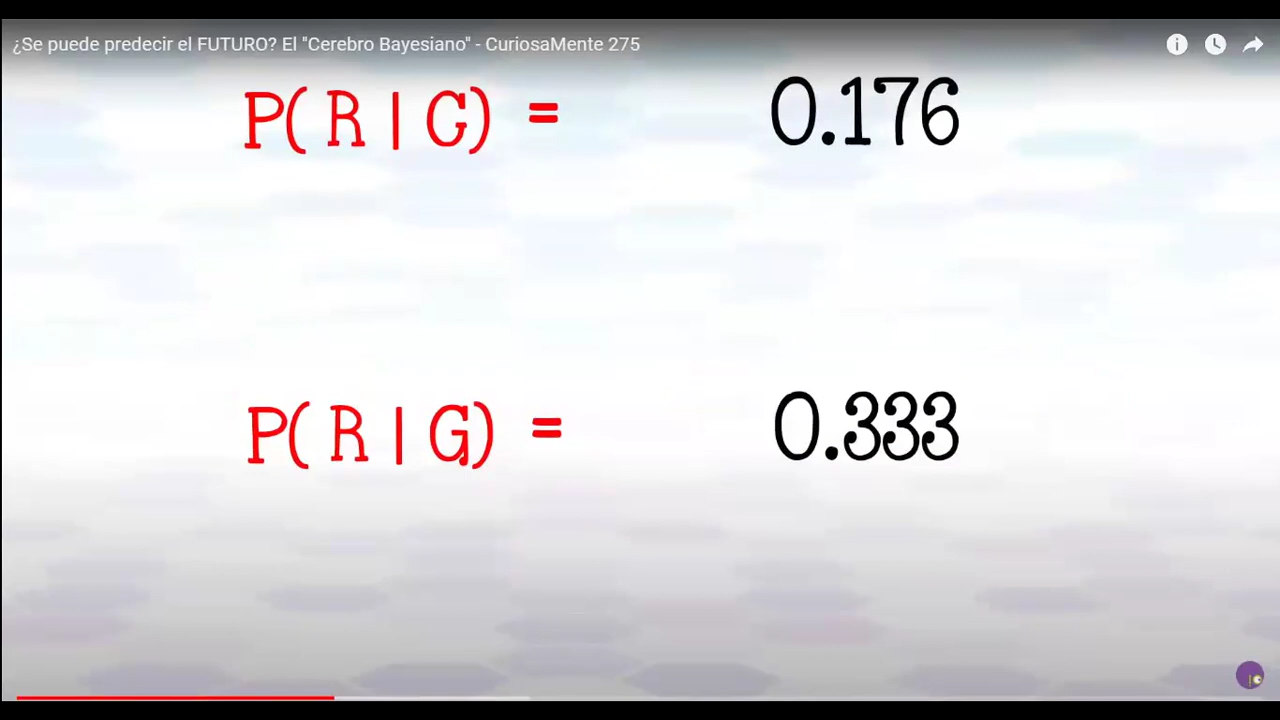 ¿Se puede predecir el FUTURO? El "Cerebro Bayesiano" - CuriosaMente 275
P( R | G) = 0.176
P( R | G) = 0.333